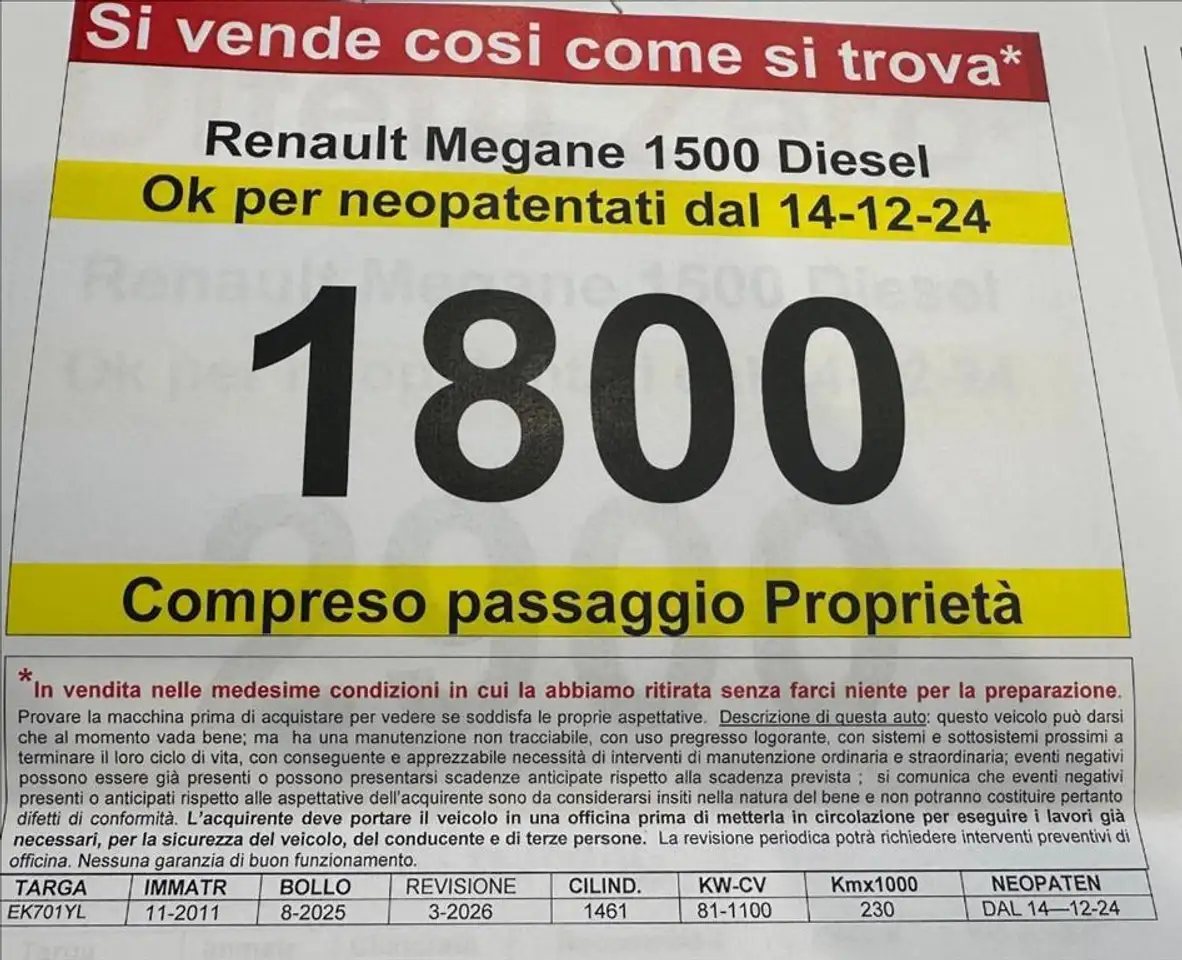 Si vende cosi come si trova*
Renault Megane 1500 Diesel
Ok per neopatentati dal 14-12-24
1800
Compreso passaggio Proprietà
*In vendita nelle medesime condizioni in cui la abbiamo ritirata senza farci niente per la preparazione.
Provare la macchina prima di acquistare per vedere se soddisfa le proprie aspettative. Descrizione di questa auto: questo veicolo può darsi
che al momento vada bene; ma ha una manutenzione non tracciabile, con uso pregresso logorante, con sistemi e sottosistemi prossimi a
terminare il loro ciclo di vita, con conseguente e apprezzabile necessità di interventi di manutenzione ordinaria e straordinaria; eventi negativi
possono essere già presenti o possono presentarsi scadenze anticipate rispetto alla scadenza prevista ; si comunica che eventi negativi
presenti o anticipati rispetto alle aspettative dell'acquirente sono da considerarsi insiti nella natura del bene e non potranno costituire pertanto
difetti di conformità. L'acquirente deve portare il veicolo in una officina prima di metterla in circolazione per eseguire i lavori già
necessari, per la sicurezza del veicolo, del conducente e di terze persone. La revisione periodica potrà richiedere interventi preventivi di
officina. Nessuna garanzia di buon funzionamento.
TARGA IMMATR BOLLO REVISIONE CILIND. KW-CV Kmx1000 NEOPATEN
EK701YL 11-2011 8-2025 3-2026 1461 81-1100 230 DAL 14—12-24